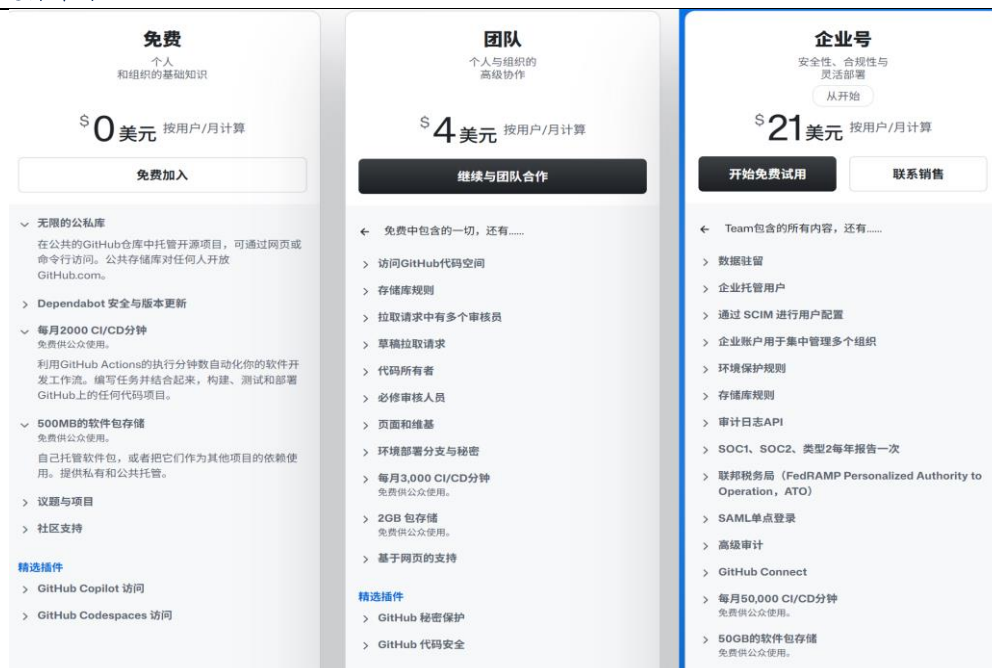 免费
个人
和组织的基础知识
$0美元 按用户/月计算
免费加入
无限的公私库
在公共的GitHub仓库中托管开源项目，可通过网页或
命令行访问。公共存储库对任何人开放
GitHub.com。
Dependabot 安全与版本更新
每月2000 CI/CD分钟
免费供公众使用。
利用GitHub Actions的执行分钟数自动化你的软件开
发工作流。编写任务并结合起来，构建、测试和部署
GitHub上的任何代码项目。
500MB的软件包存储
免费供公众使用。
自己托管软件包，或者把它们作为其他项目的依赖使
用。提供私有和公共托管。
议题与项目
社区支持
精选插件
GitHub Copilot 访问
GitHub Codespaces 访问
团队
个人与组织的
高级协作
$4美元 按用户/月计算
继续与团队合作
← 免费中包含的一切，还有......
访问GitHub代码空间
存储库规则
拉取请求中有多个审核员
草稿拉取请求
代码所有者
必修审核人员
页面和维基
环境部署分支与秘密
每月3,000 CI/CD分钟
免费供公众使用。
2GB 包存储
免费供公众使用。
基于网页的支持
精选插件
GitHub 秘密保护
GitHub 代码安全
企业号
安全性、合规性与
灵活部署
从开始
$21美元 按用户/月计算
开始免费试用
联系销售
← Team包含的所有内容，还有......
数据驻留
企业托管用户
通过 SCIM 进行用户配置
企业账户用于集中管理多个组织
环境保护规则
存储库规则
审计日志API
SOC1、SOC2、类型2每年报告一次
联邦税务局（FedRAMP Personalized Authority to
Operation，ATO）
SAML单点登录
高级审计
GitHub Connect
每月50,000 CI/CD分钟
免费供公众使用。
50GB的软件包存储
免费供公众使用。